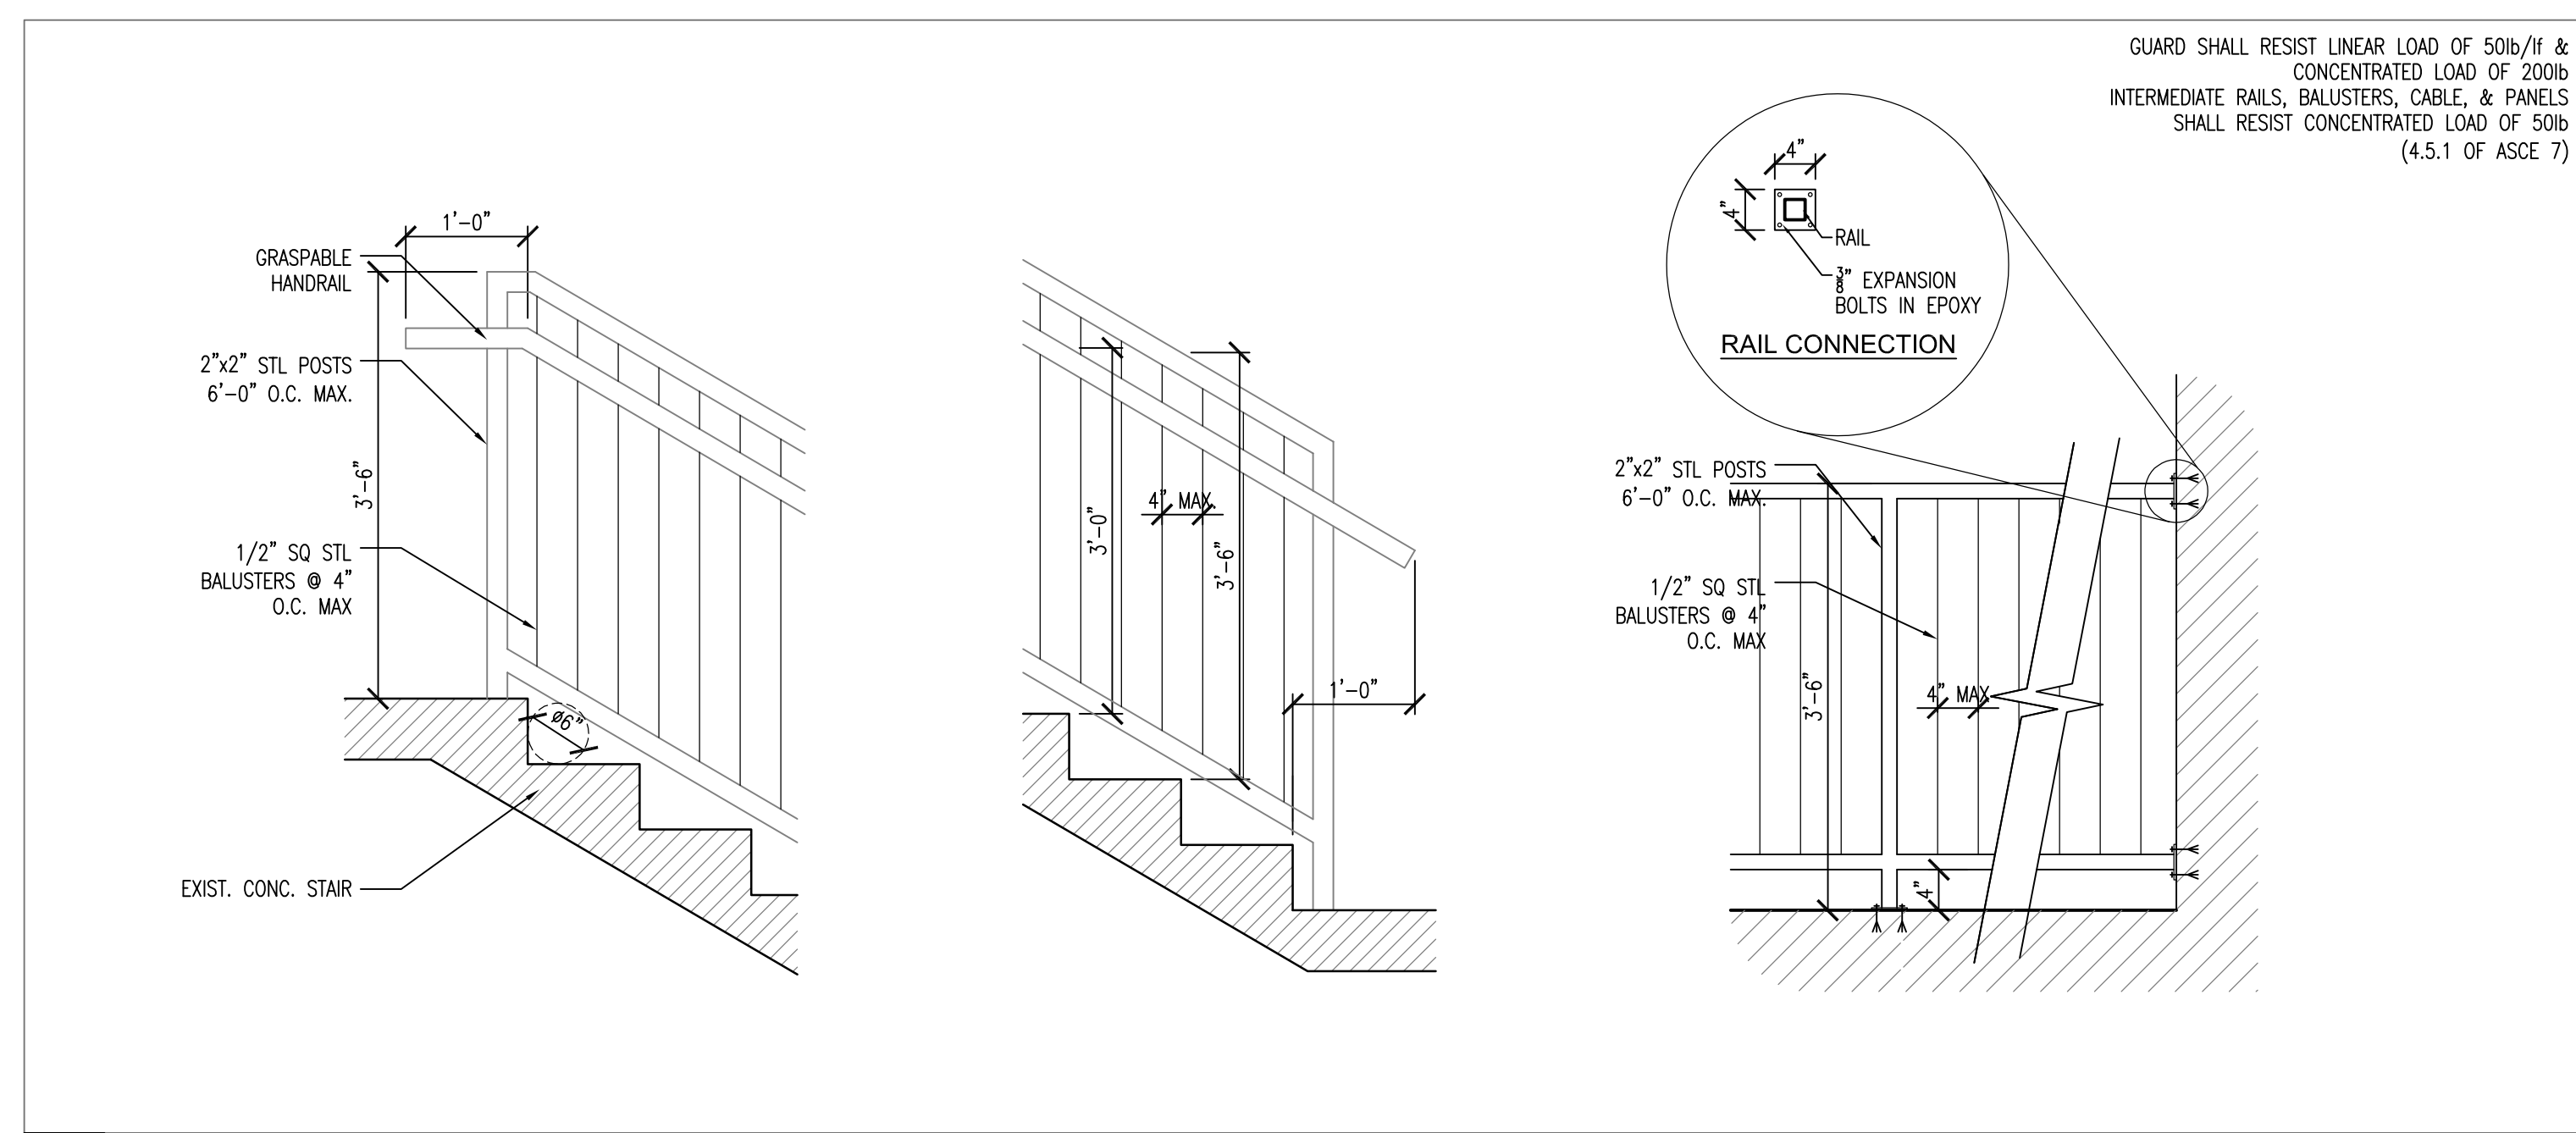 GUARD SHALL RESIST LINEAR LOAD OF 50lb/lf &
CONCENTRATED LOAD OF 200lb
INTERMEDIATE RAILS, BALUSTERS, CABLE, & PANELS
SHALL RESIST CONCENTRATED LOAD OF 50lb
(4.5.1 OF ASCE 7)
1'-0"
GRASPABLE
HANDRAIL
2"x2" STL POSTS
6'-0" O.C. MAX.
3'-6"
1/2" SQ STL
BALUSTERS @ 4"
O.C. MAX
ø6"
EXIST. CONC. STAIR
3'-0"
4" MAX.
3'-6"
1'-0"
4"
4"
RAIL
3/8" EXPANSION
BOLTS IN EPOXY
RAIL CONNECTION
2"x2" STL POSTS
6'-0" O.C. MAX.
1/2" SQ STL
BALUSTERS @ 4"
O.C. MAX
3'-6"
4" MAX
4"